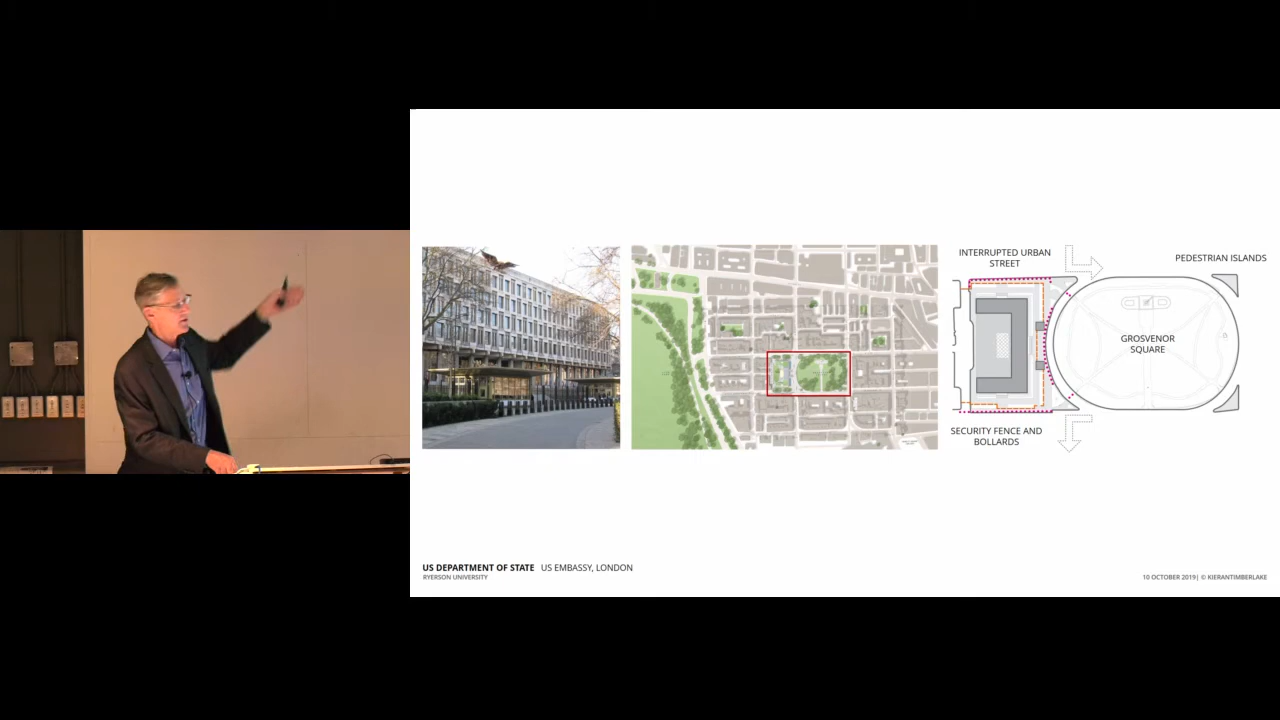 INTERRUPTED URBAN
STREET
PEDESTRIAN ISLANDS
GROSVENOR
SQUARE
SECURITY FENCE AND
BOLLARDS
US DEPARTMENT OF STATE US EMBASSY, LONDON
RYERSON UNIVERSITY
10 OCTOBER 2019| © KIERANTIMBERLAKE